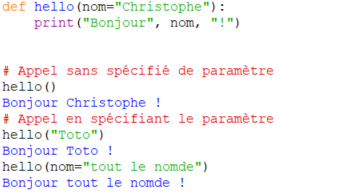 def hello(nom="Christophe"):
    print("Bonjour", nom, "!")
# Appel sans spécifié de paramètre
hello()
Bonjour Christophe !
# Appel en spécifiant le paramètre
hello("Toto")
Bonjour Toto !
hello(nom="tout le nomde")
Bonjour tout le nomde !